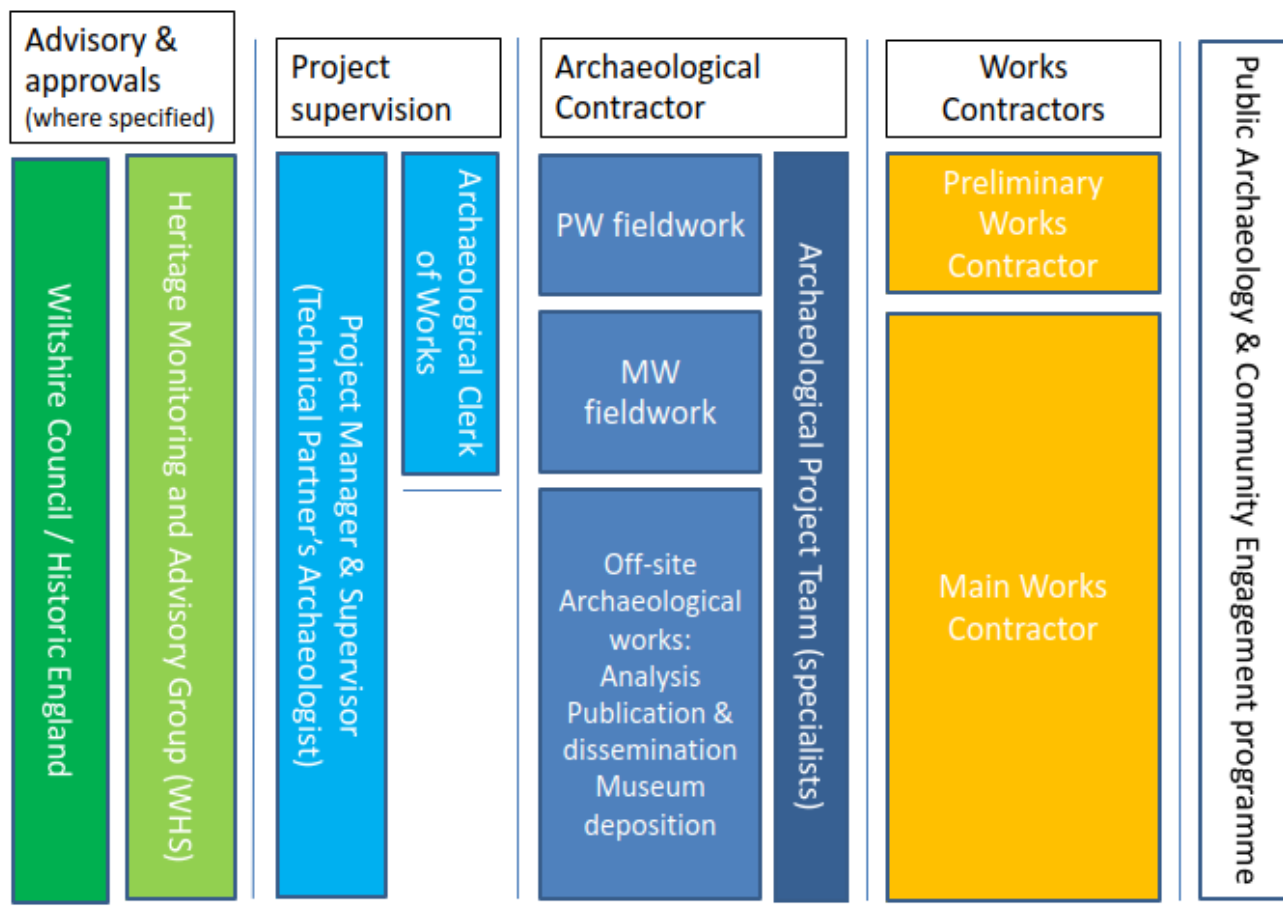 Advisory &
approvals
(where specified)
Wiltshire Council / Historic England
Heritage Monitoring and Advisory Group (WHS)
Project
supervision
Project Manager & Supervisor
(Technical Partner's Archaeologist)
Archaeological Clerk
of Works
Archaeological
Contractor
PW fieldwork
MW
fieldwork
Off-site
Archaeological
works:
Analysis
Publication &
dissemination
Museum
deposition
Archaeological Project Team (specialists)
Works
Contractors
Preliminary
Works
Contractor
Main Works
Contractor
Public Archaeology & Community Engagement programme